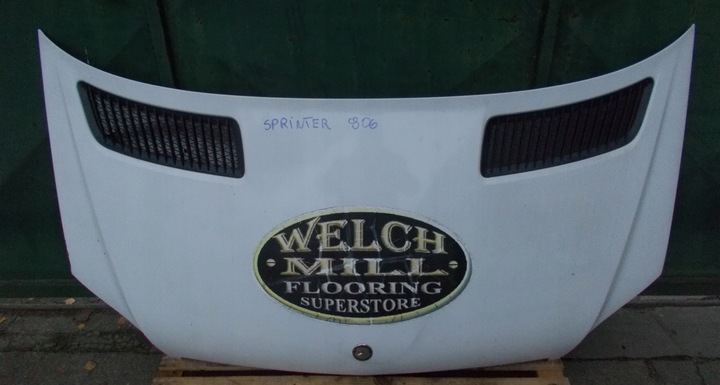 SPRINTER 906
WELCH
MILL
FLOORING
SUPERSTORE